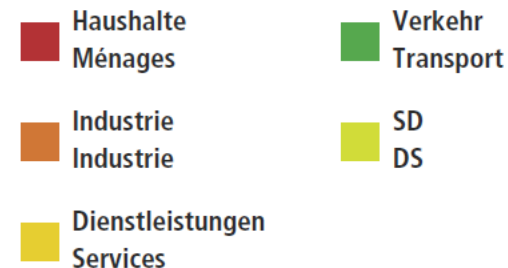 Haushalte
Ménages
Industrie
Industrie
Dienstleistungen
Services
Verkehr
Transport
SD
DS